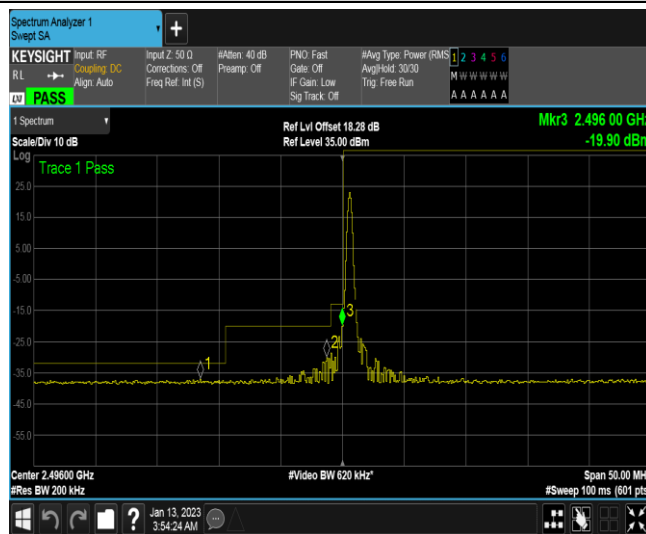 Spectrum Analyzer 1
Swept SA
+
KEYSIGHT Input: RF
RL Coupling: DC
Align: Auto
LXI PASS
Input Z: 50 Ω
Corrections: Off
Freq Ref: Int (S)
#Atten: 40 dB
Preamp: Off
PNO: Fast
Gate: Off
IF Gain: Low
Sig Track: Off
#Avg Type: Power (RMS
Avg|Hold: 30/30
Trig: Free Run
1 2 3 4 5 6
M W W W W W
A A A A A A
1 Spectrum
Scale/Div 10 dB
Ref Lvl Offset 18.28 dB
Ref Level 35.00 dBm
Mkr3 2.496 00 GHz
-19.90 dBm
Log
Trace 1 Pass
25.0
15.0
5.00
-5.00
-15.0
-25.0
-35.0
-45.0
-55.0
1
2
3
Center 2.49600 GHz
#Res BW 200 kHz
#Video BW 620 kHz*
Span 50.00 MH
#Sweep 100 ms (601 pts
?
Jan 13, 2023
3:54:24 AM